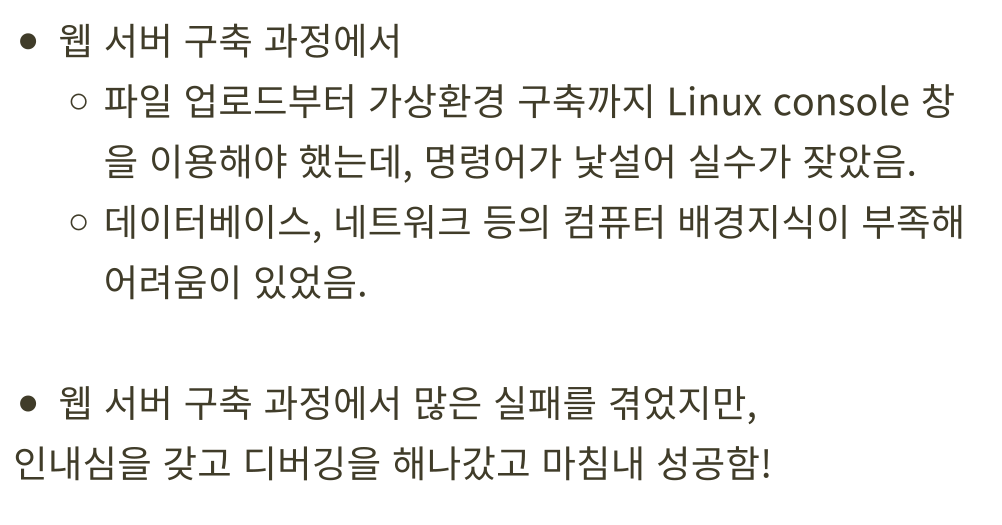 ● 웹 서버 구축 과정에서
○ 파일 업로드부터 가상환경 구축까지 Linux console 창
을 이용해야 했는데, 명령어가 낯설어 실수가 잦았음.
○ 데이터베이스, 네트워크 등의 컴퓨터 배경지식이 부족해
어려움이 있었음.
● 웹 서버 구축 과정에서 많은 실패를 겪었지만,
인내심을 갖고 디버깅을 해나갔고 마침내 성공함!